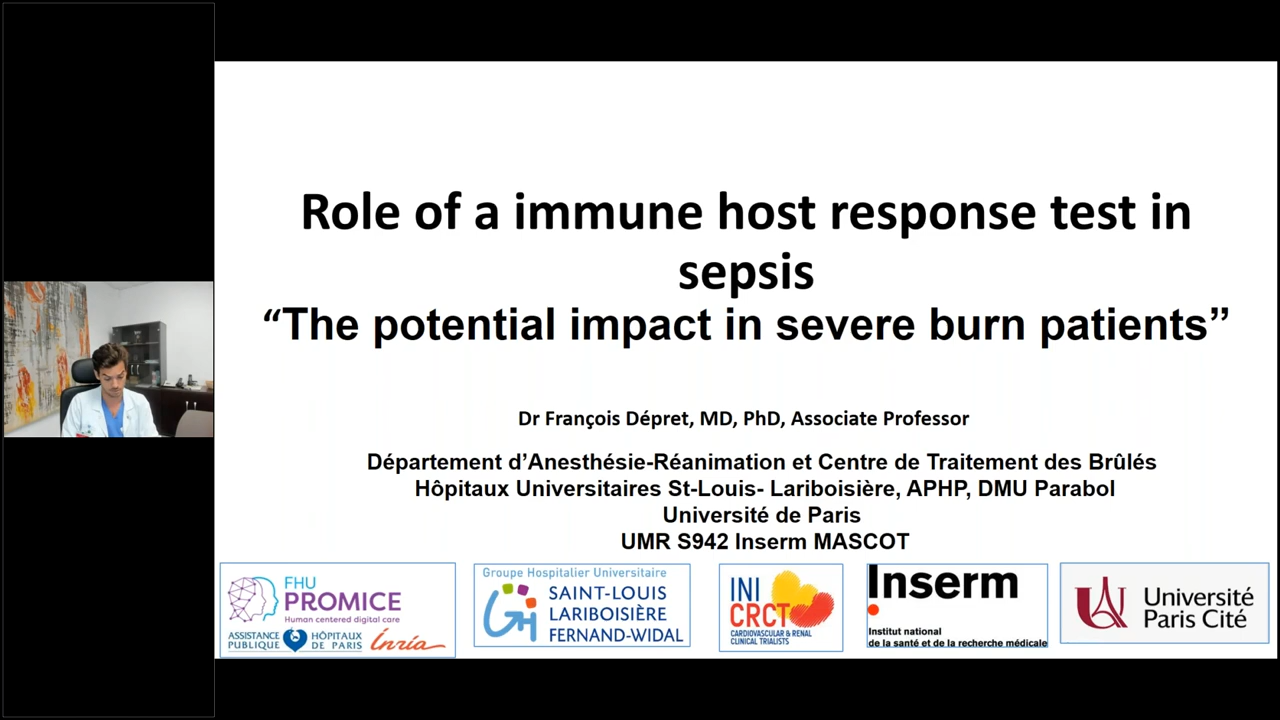 Role of a immune host response test in
sepsis
“The potential impact in severe burn patients”
Dr François Dépret, MD, PhD, Associate Professor
Département d’Anesthésie-Réanimation et Centre de Traitement des Brûlés
Hôpitaux Universitaires St-Louis- Lariboisière, APHP, DMU Parabol
Université de Paris
UMR S942 Inserm MASCOT
FHU
PROMICE
Human centered digital care
ASSISTANCE
PUBLIQUE
HÔPITAUX
DE PARIS
Inria
Groupe Hospitalier Universitaire
SAINT-LOUIS
LARIBOISIÈRE
FERNAND-WIDAL
INI
CRCT
CARDIOVASCULAR & RENAL
CLINICAL TRIALISTS
Inserm
Institut national
de la santé et de la recherche médicale
Université
Paris Cité